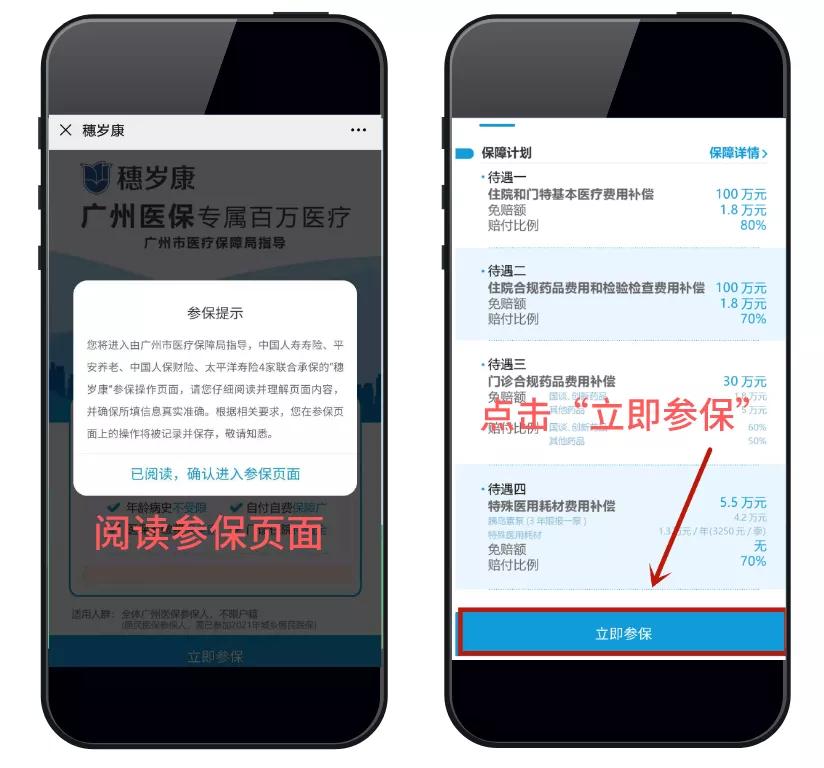 穗岁康
穗岁康
广州医保专属百万医疗
广州市医疗保障局指导
参保提示
您将进入由广州市医疗保障局指导，中国人寿寿险、平
安养老、中国人保财险、太平洋寿险4家联合承保的“穗
岁康”参保操作页面，请您仔细阅读并理解页面内容，
并确保所填信息真实准确。根据相关要求，您在参保页
面上的操作将被记录并保存，敬请知悉。
已阅读，确认进入参保页面
年龄病史不受限 自付自费保障广
阅读参保页面
适用人群：全体广州医保参保人，不限户籍
(居民医保参保人，需已参加2021年城乡居民医保)
立即参保
保障计划 保障详情>
待遇一
住院和门特基本医疗费用补偿 100 万元
免赔额 1.8 万元
赔付比例 80%
待遇二
住院合规药品费用和检验检查费用补偿 100 万元
免赔额 1.8 万元
赔付比例 70%
待遇三
门诊合规药品费用补偿 30 万元
免赔额 国谈、创新药品 1.8 万元
其他药品 5 万元
点击“立即参保”
赔付比例 国谈、创新药品 60%
其他药品 50%
待遇四
特殊医用耗材费用补偿 5.5 万元
胰岛素泵 (3 年限报一泵) 4.2 万元
特殊医用耗材 1.3 万元 / 年(3250 元 / 季)
免赔额 无
赔付比例 70%
立即参保